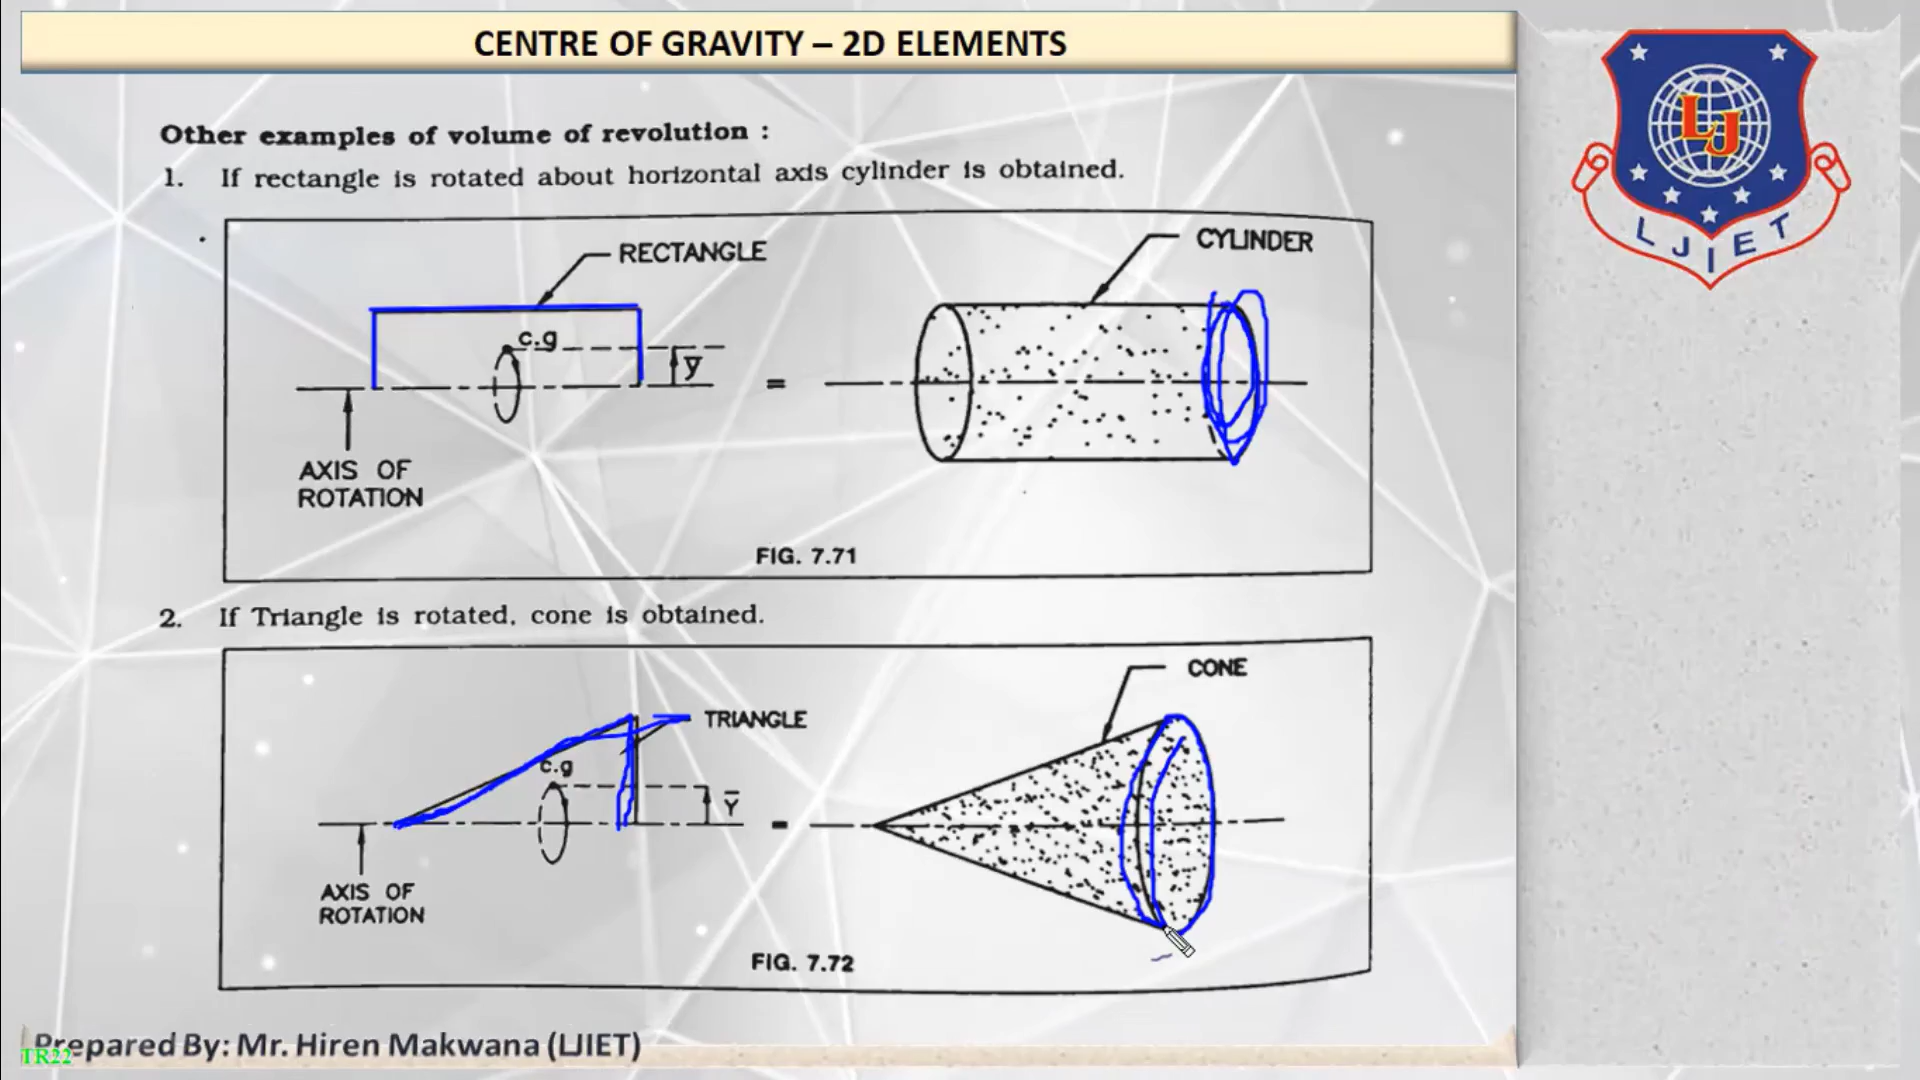 CENTRE OF GRAVITY – 2D ELEMENTS
Other examples of volume of revolution :
1. If rectangle is rotated about horizontal axis cylinder is obtained.
RECTANGLE
CYLINDER
c.g
y̅
=
AXIS OF
ROTATION
FIG. 7.71
2. If Triangle is rotated, cone is obtained.
CONE
TRIANGLE
c.g
Y̅
=
AXIS OF
ROTATION
FIG. 7.72
Prepared By: Mr. Hiren Makwana (LJIET)
TR22
LJ
LJIET